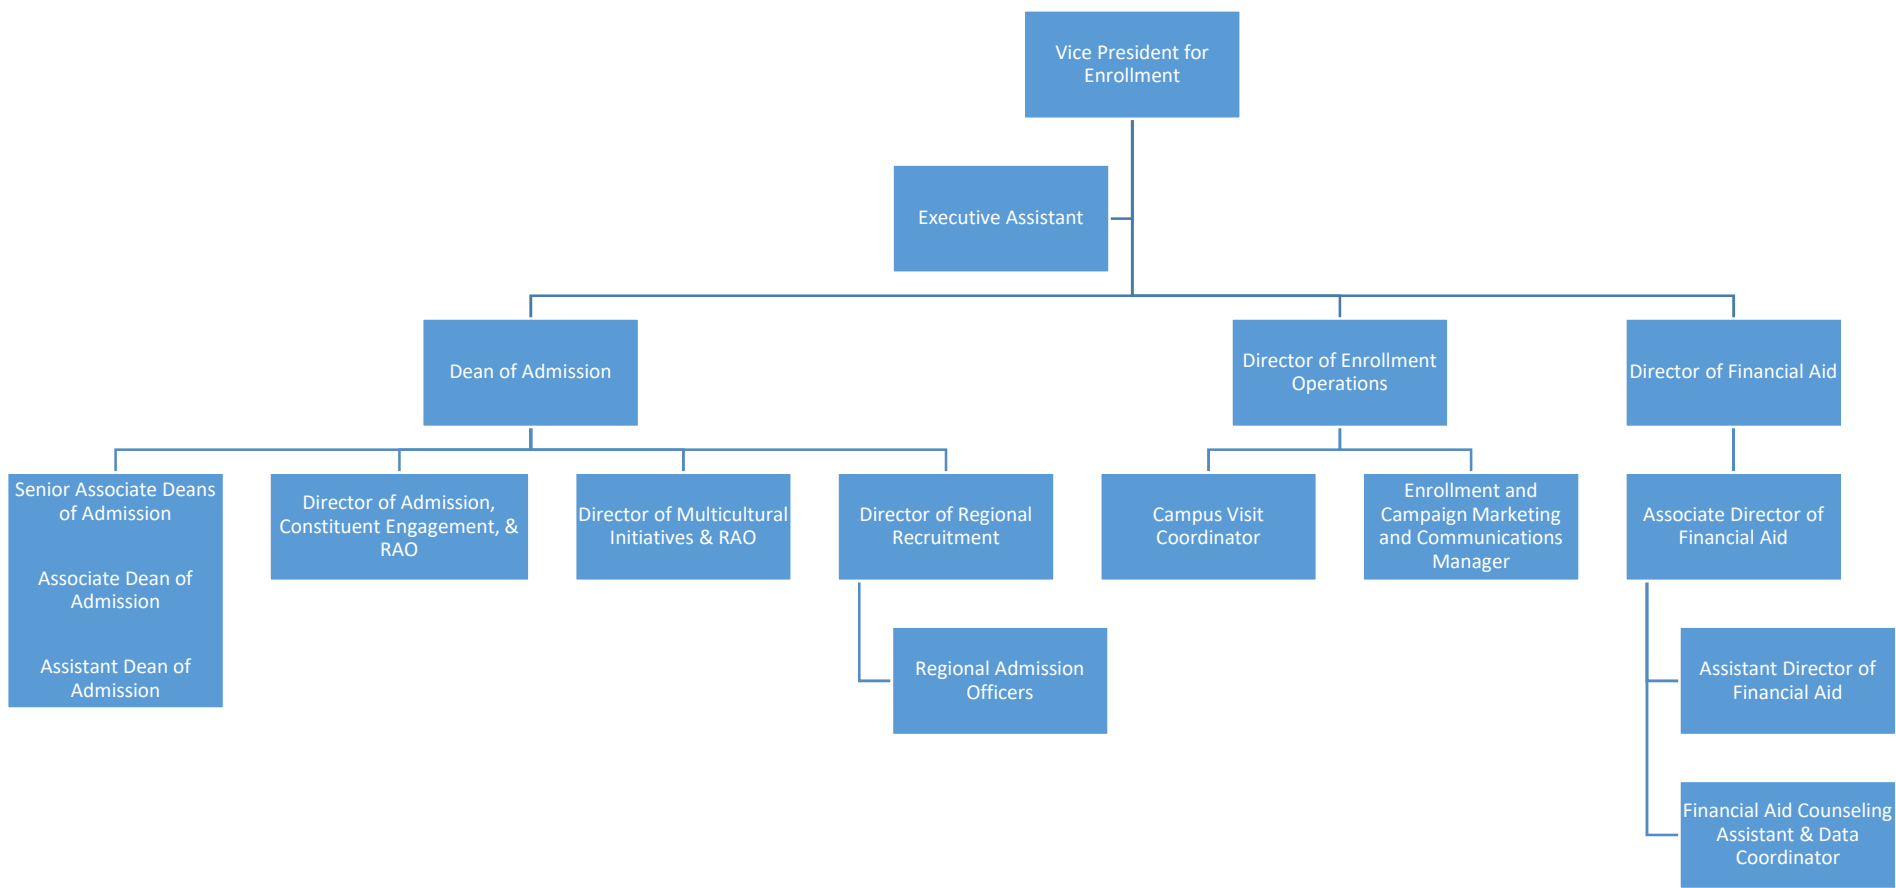 Vice President for
Enrollment
Executive Assistant
Dean of Admission
Director of Enrollment
Operations
Director of Financial Aid
Senior Associate Deans
of Admission
Associate Dean of
Admission
Assistant Dean of
Admission
Director of Admission,
Constituent Engagement, &
RAO
Director of Multicultural
Initiatives & RAO
Director of Regional
Recruitment
Campus Visit
Coordinator
Enrollment and
Campaign Marketing
and Communications
Manager
Associate Director of
Financial Aid
Regional Admission
Officers
Assistant Director of
Financial Aid
Financial Aid Counseling
Assistant & Data
Coordinator